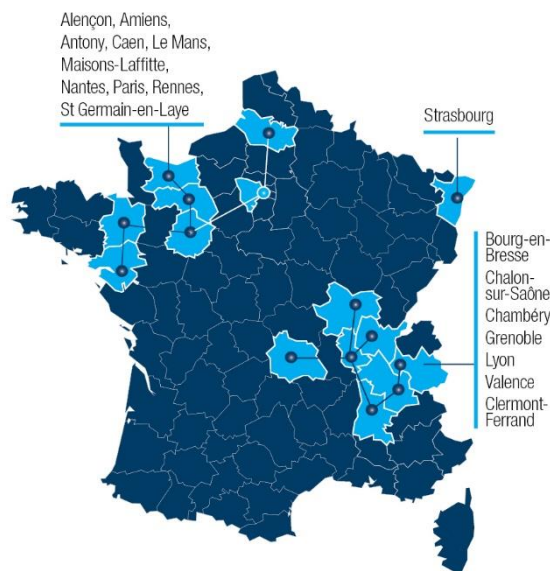 Alençon, Amiens,
Antony, Caen, Le Mans,
Maisons-Laffitte,
Nantes, Paris, Rennes,
St Germain-en-Laye
Strasbourg
Bourg-en-
Bresse
Chalon-
sur-Saône
Chambéry
Grenoble
Lyon
Valence
Clermont-
Ferrand